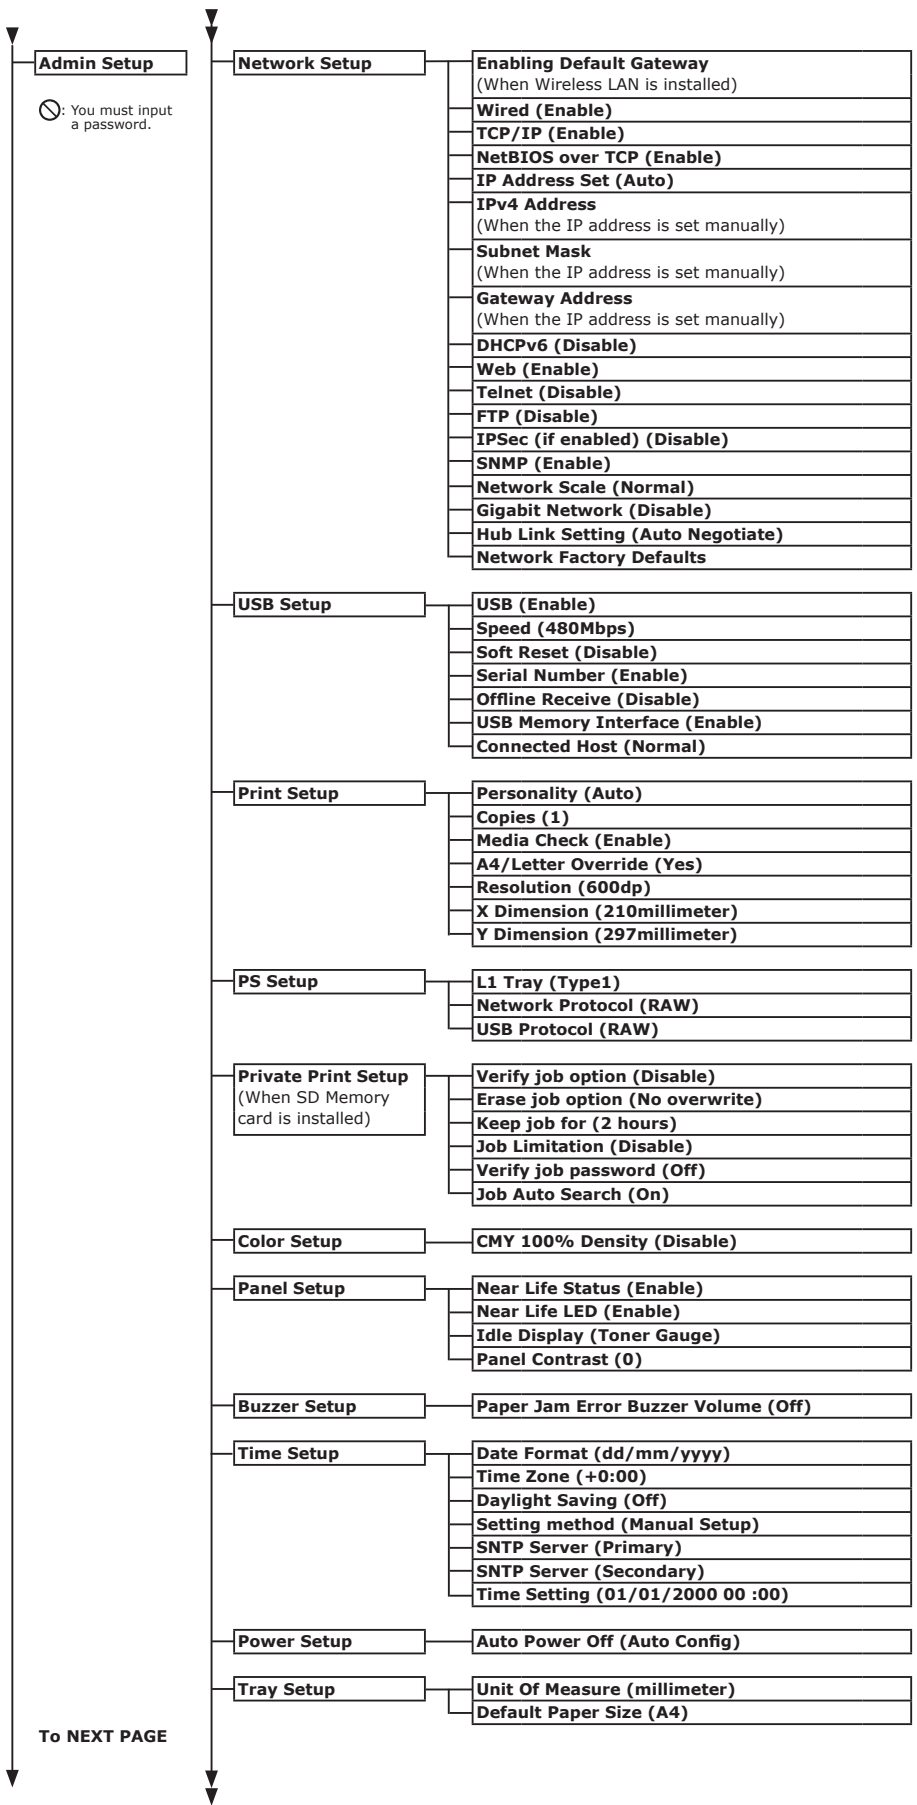 Admin Setup
: You must input
a password.
Network Setup
Enabling Default Gateway
(When Wireless LAN is installed)
Wired (Enable)
TCP/IP (Enable)
NetBIOS over TCP (Enable)
IP Address Set (Auto)
IPv4 Address
(When the IP address is set manually)
Subnet Mask
(When the IP address is set manually)
Gateway Address
(When the IP address is set manually)
DHCPv6 (Disable)
Web (Enable)
Telnet (Disable)
FTP (Disable)
IPSec (if enabled) (Disable)
SNMP (Enable)
Network Scale (Normal)
Gigabit Network (Disable)
Hub Link Setting (Auto Negotiate)
Network Factory Defaults
USB Setup
USB (Enable)
Speed (480Mbps)
Soft Reset (Disable)
Serial Number (Enable)
Offline Receive (Disable)
USB Memory Interface (Enable)
Connected Host (Normal)
Print Setup
Personality (Auto)
Copies (1)
Media Check (Enable)
A4/Letter Override (Yes)
Resolution (600dp)
X Dimension (210millimeter)
Y Dimension (297millimeter)
PS Setup
L1 Tray (Type1)
Network Protocol (RAW)
USB Protocol (RAW)
Private Print Setup
(When SD Memory
card is installed)
Verify job option (Disable)
Erase job option (No overwrite)
Keep job for (2 hours)
Job Limitation (Disable)
Verify job password (Off)
Job Auto Search (On)
Color Setup
CMY 100% Density (Disable)
Panel Setup
Near Life Status (Enable)
Near Life LED (Enable)
Idle Display (Toner Gauge)
Panel Contrast (0)
Buzzer Setup
Paper Jam Error Buzzer Volume (Off)
Time Setup
Date Format (dd/mm/yyyy)
Time Zone (+0:00)
Daylight Saving (Off)
Setting method (Manual Setup)
SNTP Server (Primary)
SNTP Server (Secondary)
Time Setting (01/01/2000 00 :00)
Power Setup
Auto Power Off (Auto Config)
Tray Setup
Unit Of Measure (millimeter)
Default Paper Size (A4)
To NEXT PAGE